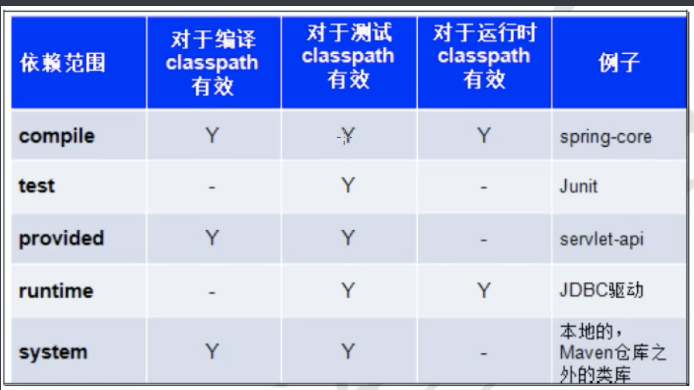 依赖范围 对于编译 classpath 有效 对于测试 classpath 有效 对于运行时 classpath 有效 例子
compile Y Y Y spring-core
test - Y - Junit
provided Y Y - servlet-api
runtime - Y Y JDBC驱动
system Y Y - 本地的，Maven仓库之外的类库